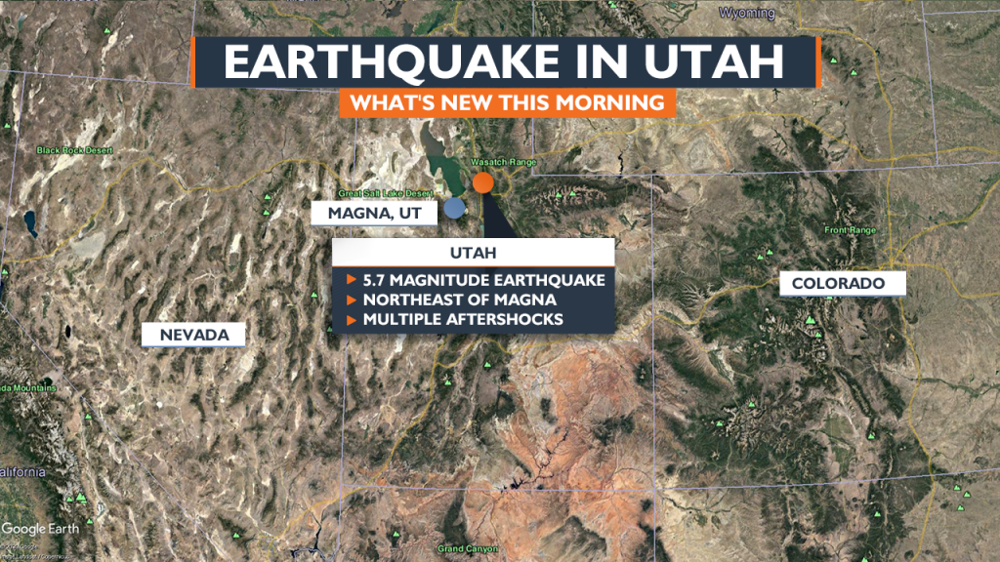 Wyoming
EARTHQUAKE IN UTAH
WHAT'S NEW THIS MORNING
Black Rock Desert
Wasatch Range
Great Salt Lake Desert
MAGNA, UT
Front Range
UTAH
5.7 MAGNITUDE EARTHQUAKE
NORTHEAST OF MAGNA
MULTIPLE AFTERSHOCKS
COLORADO
NEVADA
da Mountains
alifornia
Google Earth
Grand Canyon